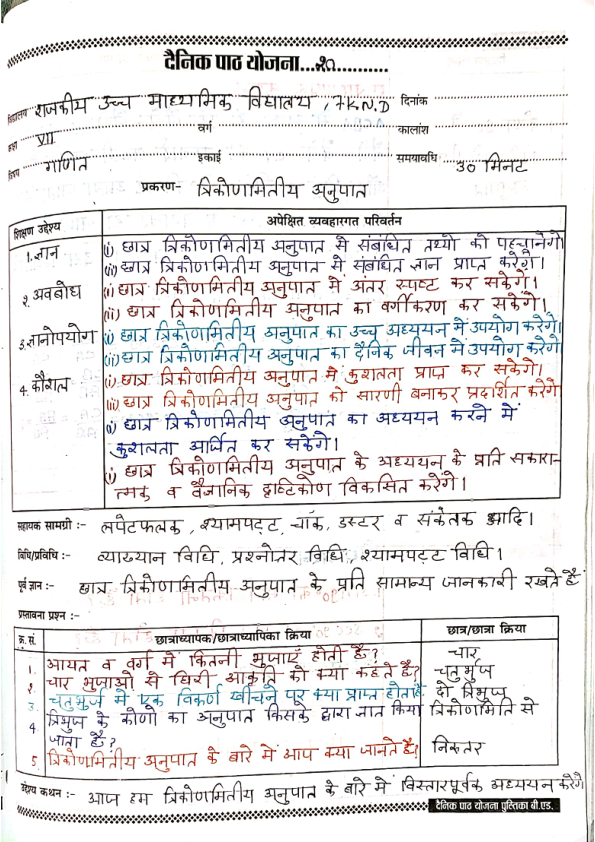 दैनिक पाठ योजना...२०..........
विद्यालय राजकीय उच्च माध्यमिक विद्यालय, 7K.N.D दिनांक
कक्षा VII वर्ग कालांश
विषय गणित इकाई समयावधि 30 मिनट
प्रकरण- त्रिकोणमितीय अनुपात
शिक्षण उद्देश्य अपेक्षित व्यवहारगत परिवर्तन
1. ज्ञान (i) छात्र त्रिकोणमितीय अनुपात से संबंधित तथ्यो को पहचानेगे।
(ii) छात्र त्रिकोणमितीय अनुपात से संबंधित ज्ञान प्राप्त करेंगे।
2. अवबोध (i) छात्र त्रिकोणमितीय अनुपात में अंतर स्पष्ट कर सकेगें।
(ii) छात्र त्रिकोणमितीय अनुपात का वर्गीकरण कर सकेगें।
3. ज्ञानोपयोग (i) छात्र त्रिकोणमितीय अनुपात का उच्च अध्ययन में उपयोग करेगें।
(ii) छात्र त्रिकोणमितीय अनुपात का दैनिक जीवन में उपयोग करेगें
4. कौशल (i) छात्र त्रिकोणमितीय अनुपात में कुशलता प्राप्त कर सकेगे।
(ii) छात्र त्रिकोणमितीय अनुपात को सारणी बनाकर प्रदर्शित करेगे
(i) छात्र त्रिकोणमितीय अनुपात का अध्ययन करने में
कुशलता अर्जित कर सकेगे।
(i) छात्र त्रिकोणमितीय अनुपात के अध्ययन के प्रति सकारा-
त्मक व वैज्ञानिक दृष्टिकोण विकसित करेगें।
सहायक सामग्री :- लपेटफलक, श्यामपट्ट, चॉक, डस्टर व संकेतक आदि।
विधि/प्रविधि :- व्याख्यान विधि, प्रश्नोतर विधि, श्यामपट्ट विधि।
पूर्व ज्ञान :- छात्र त्रिकोणमितीय अनुपात के प्रति सामान्य जानकारी रखते है
प्रस्तावना प्रश्न :-
क्र. सं. छात्राध्यापक/छात्राध्यापिका क्रिया छात्र/छात्रा क्रिया
1. आयत व वर्ग में कितनी भुजाएँ होती है? चार
2. चार भुजाओं से घिरी आकृति को क्या कहते है? चतुर्भुज
3. चतुर्भुज में एक विकर्ण खींचने पर क्या प्राप्त होता है दो त्रिभुज
4. त्रिभुज के कोणो का अनुपात किसके द्वारा ज्ञात किया त्रिकोणमिति से
जाता है?
5. त्रिकोणमितीय अनुपात के बारे में आप क्या जानते है? निरुतर
उद्देश्य कथन :- आज हम त्रिकोणमितीय अनुपात के बारे में विस्तारपूर्वक अध्ययन करेंगे
दैनिक पाठ योजना पुस्तिका बी.एड.